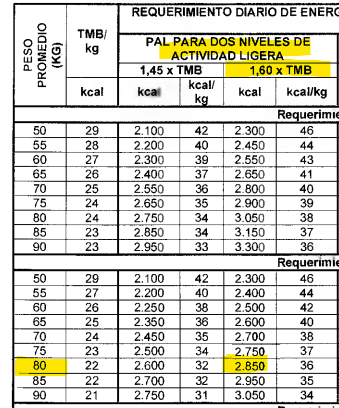 REQUERIMIENTO DIARIO DE ENERG
PESO PROMEDIO (KG) TMB/ kg PAL PARA DOS NIVELES DE ACTIVIDAD LIGERA
1,45 x TMB 1,60 x TMB
kcal kcal kcal/ kg kcal kcal/kg
Requerimie
50 29 2.100 42 2.300 46
55 28 2.200 40 2.450 44
60 27 2.300 39 2.550 43
65 26 2.400 37 2.650 41
70 25 2.550 36 2.800 40
75 24 2.650 35 2.900 39
80 24 2.750 34 3.050 38
85 23 2.850 34 3.150 37
90 23 2.950 33 3.300 36
Requerimie
50 29 2.100 42 2.300 46
55 27 2.200 40 2.400 44
60 26 2.250 38 2.500 42
65 25 2.350 36 2.600 40
70 24 2.450 35 2.700 38
75 23 2.500 34 2.750 37
80 22 2.600 32 2.850 36
85 22 2.700 32 2.950 35
90 21 2.750 31 3.050 34